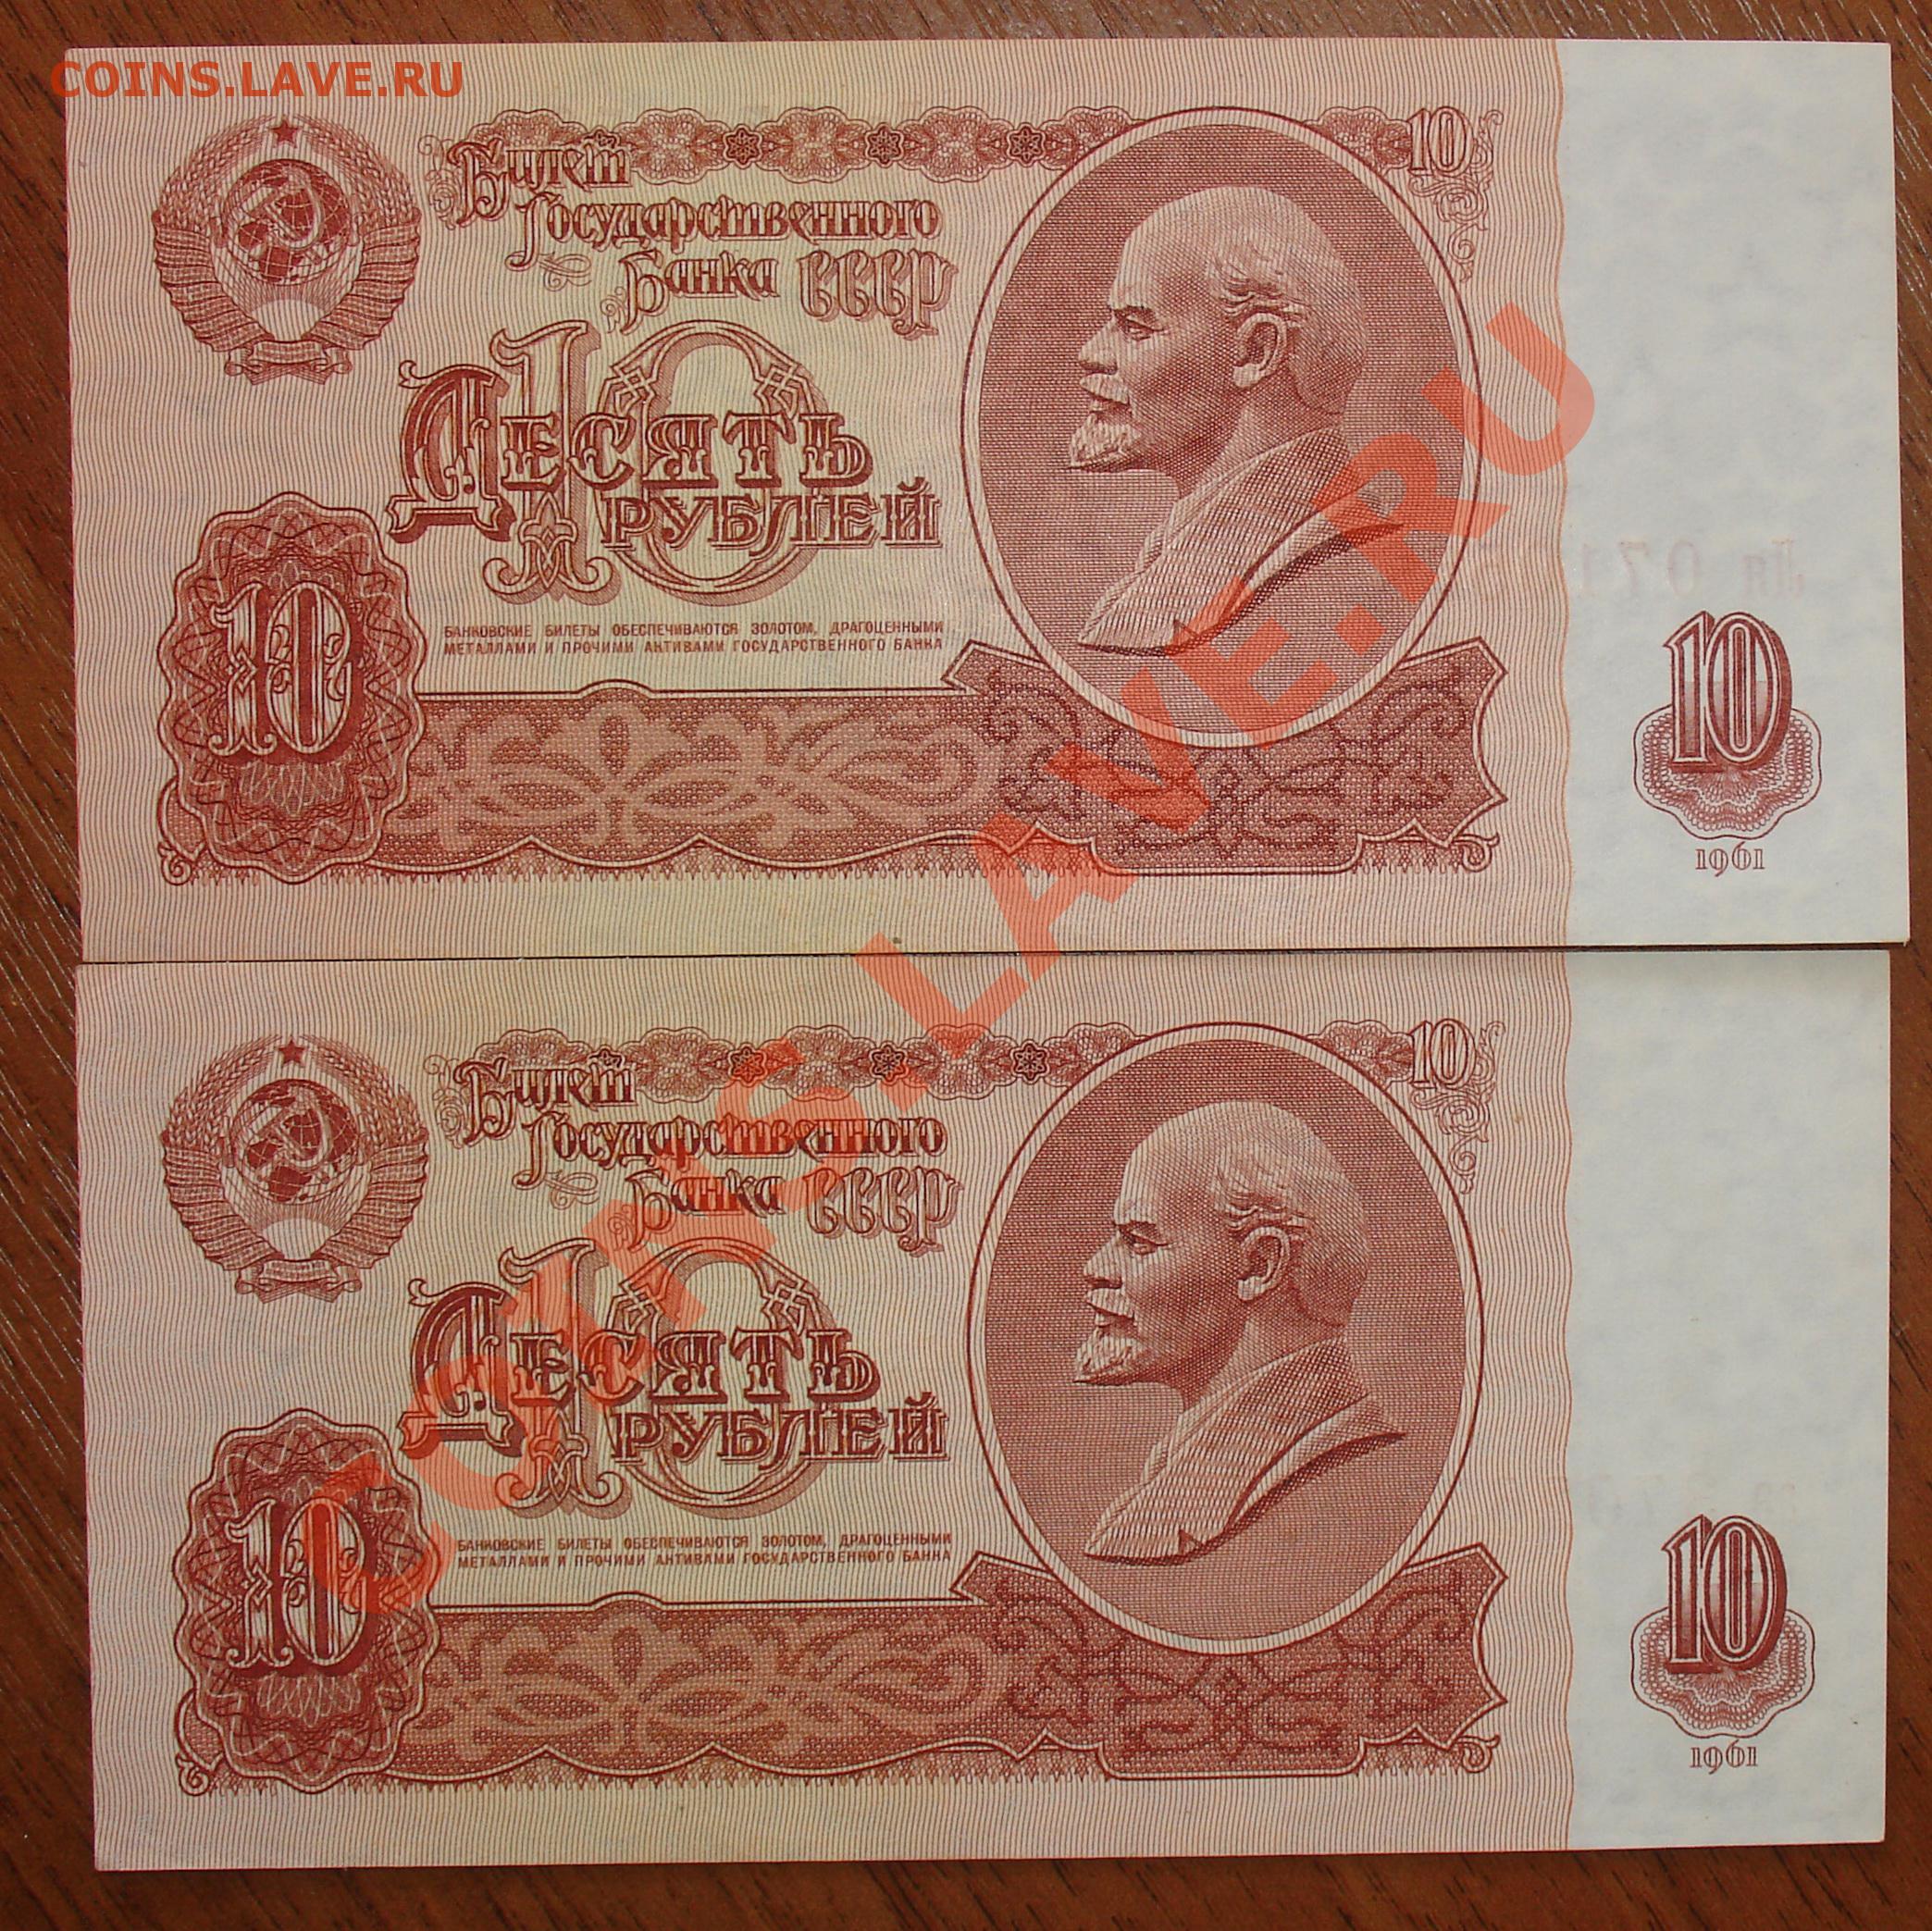 COINS.LAVE.RU
Билет
Государственного
Банка СССР
10
10
Десять
рублей
10
БАНКОВСКИЕ БИЛЕТЫ ОБЕСПЕЧИВАЮТСЯ ЗОЛОТОМ, ДРАГОЦЕННЫМИ
МЕТАЛЛАМИ И ПРОЧИМИ АКТИВАМИ ГОСУДАРСТВЕННОГО БАНКА
10
1961
COINS.LAVE.RU
Билет
Государственного
Банка СССР
10
10
Десять
рублей
10
БАНКОВСКИЕ БИЛЕТЫ ОБЕСПЕЧИВАЮТСЯ ЗОЛОТОМ, ДРАГОЦЕННЫМИ
МЕТАЛЛАМИ И ПРОЧИМИ АКТИВАМИ ГОСУДАРСТВЕННОГО БАНКА
10
1961